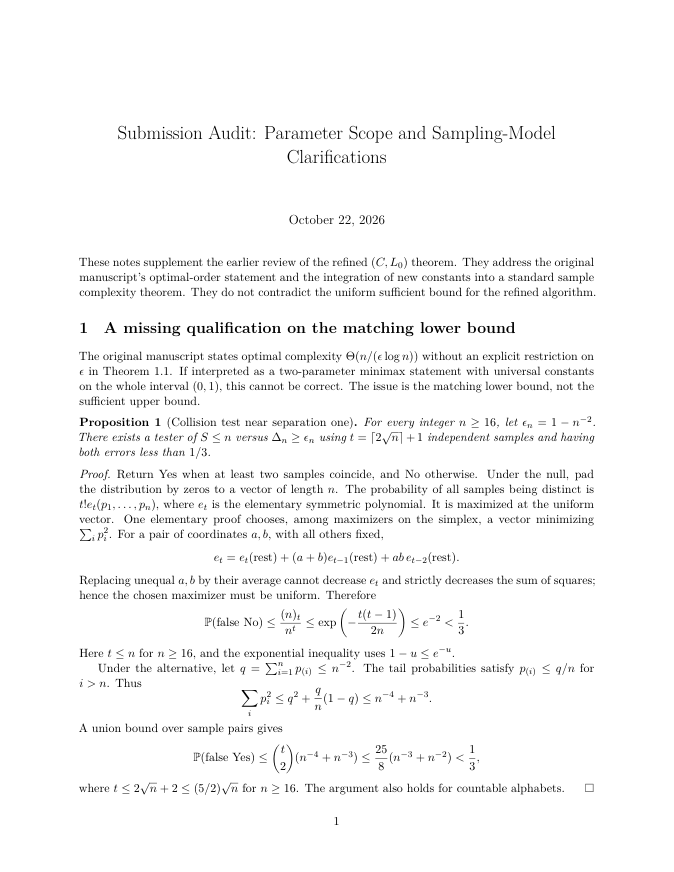 Submission Audit: Parameter Scope and Sampling-Model
Clarifications
October 22, 2026
These notes supplement the earlier review of the refined (C, L₀) theorem. They address the original
manuscript's optimal-order statement and the integration of new constants into a standard sample
complexity theorem. They do not contradict the uniform sufficient bound for the refined algorithm.
1 A missing qualification on the matching lower bound
The original manuscript states optimal complexity Θ(n/(ϵ log n)) without an explicit restriction on
ϵ in Theorem 1.1. If interpreted as a two-parameter minimax statement with universal constants
on the whole interval (0, 1), this cannot be correct. The issue is the matching lower bound, not the
sufficient upper bound.
Proposition 1 (Collision test near separation one). For every integer n ≥ 16, let ϵₙ = 1 − n⁻².
There exists a tester of S ≤ n versus Δₙ ≥ ϵₙ using t = ⌈2√n⌉ + 1 independent samples and having
both errors less than 1/3.
Proof. Return Yes when at least two samples coincide, and No otherwise. Under the null, pad
the distribution by zeros to a vector of length n. The probability of all samples being distinct is
t!eₜ(p₁, . . . , pₙ), where eₜ is the elementary symmetric polynomial. It is maximized at the uniform
vector. One elementary proof chooses, among maximizers on the simplex, a vector minimizing
∑ᵢ pᵢ². For a pair of coordinates a, b, with all others fixed,
eₜ = eₜ(rest) + (a + b)eₜ₋₁(rest) + ab eₜ₋₂(rest).
Replacing unequal a, b by their average cannot decrease eₜ and strictly decreases the sum of squares;
hence the chosen maximizer must be uniform. Therefore
ℙ(false No) ≤ (n)ₜ/nᵗ ≤ exp(−t(t − 1)/2n) ≤ e⁻² < 1/3.
Here t ≤ n for n ≥ 16, and the exponential inequality uses 1 − u ≤ e⁻ᵘ.
Under the alternative, let q = ∑ⁿᵢ₌₁ p₍ᵢ₎ ≤ n⁻². The tail probabilities satisfy p₍ᵢ₎ ≤ q/n for
i > n. Thus
∑ᵢ pᵢ² ≤ q² + q/n (1 − q) ≤ n⁻⁴ + n⁻³.
A union bound over sample pairs gives
ℙ(false Yes) ≤ (t 2)(n⁻⁴ + n⁻³) ≤ 25/8 (n⁻³ + n⁻²) < 1/3,
where t ≤ 2√n + 2 ≤ (5/2)√n for n ≥ 16. The argument also holds for countable alphabets. □
1